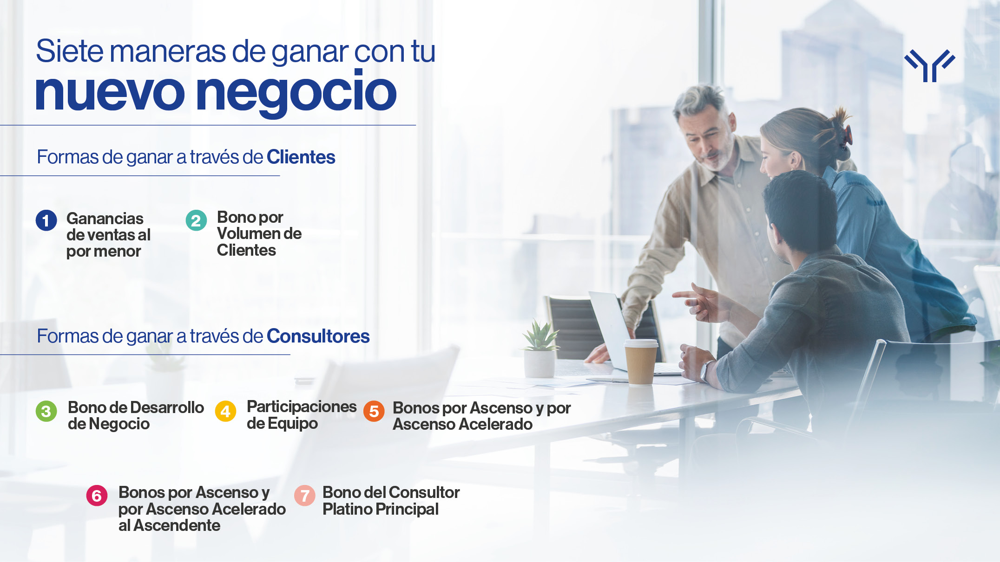 Siete maneras de ganar con tu
nuevo negocio
Formas de ganar a través de Clientes
1
Ganancias
de ventas al
por menor
2
Bono por
Volumen de
Clientes
Formas de ganar a través de Consultores
3
Bono de Desarrollo
de Negocio
4
Participaciones
de Equipo
5
Bonos por Ascenso y por
Ascenso Acelerado
6
Bonos por Ascenso y
por Ascenso Acelerado
al Ascendente
7
Bono del Consultor
Platino Principal